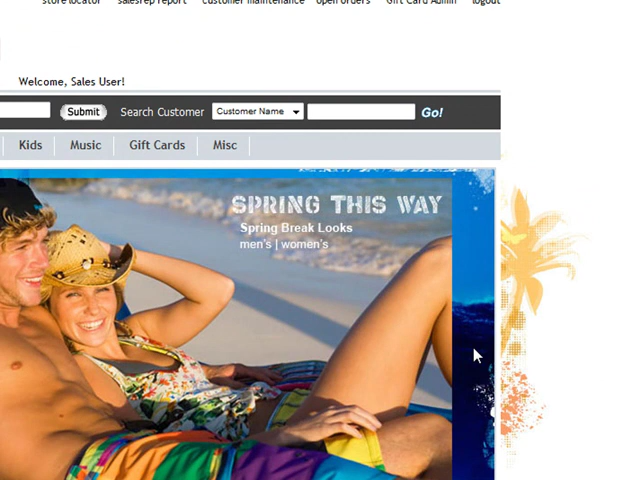 store locator salesrep report customer maintenance open orders Gift Card Admin logout
Welcome, Sales User!
Submit Search Customer Customer Name Go!
Kids Music Gift Cards Misc
SPRING THIS WAY
Spring Break Looks
men's | women's